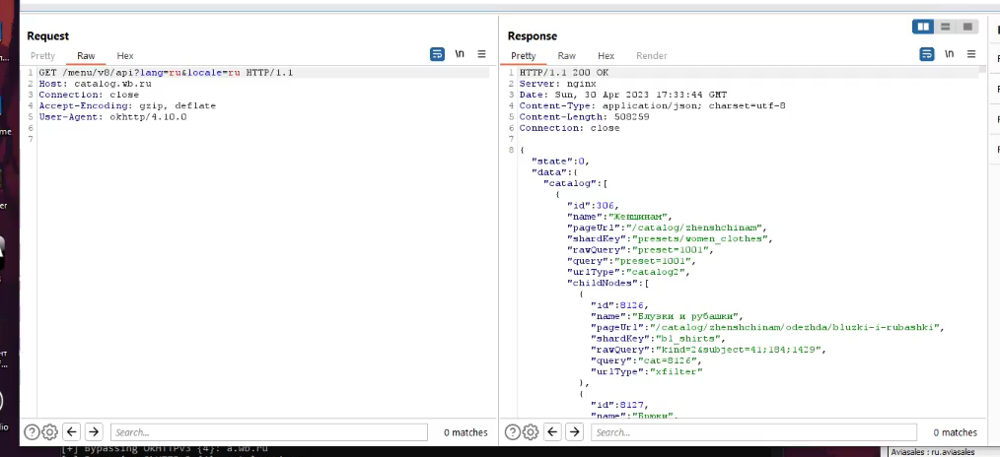 Request
Response
Pretty
Raw
Hex
\n
Pretty
Raw
Hex
Render
\n
1 GET /menu/v8/api?lang=ru&locale=ru HTTP/1.1
2 Host: catalog.wb.ru
3 Connection: close
4 Accept-Encoding: gzip, deflate
5 User-Agent: okhttp/4.10.0
6
7
1 HTTP/1.1 200 OK
2 Server: nginx
3 Date: Sun, 30 Apr 2023 17:33:44 GMT
4 Content-Type: application/json; charset=utf-8
5 Content-Length: 508259
6 Connection: close
7
8 {
"state":0,
"data":{
"catalog":[
{
"id":306,
"name":"Женщинам",
"pageUrl":"/catalog/zhenshchinam",
"shardKey":"presets/women_clothes",
"rawQuery":"preset=1001",
"query":"preset=1001",
"urlType":"catalog2",
"childNodes":[
{
"id":8126,
"name":"Блузки и рубашки",
"pageUrl":"/catalog/zhenshchinam/odezhda/bluzki-i-rubashki",
"shardKey":"bl_shirts",
"rawQuery":"kind=2&subject=41;184;1429",
"query":"cat=8126",
"urlType":"xfilter"
},
{
"id":8127,
"name":"Брюки",
Search...
0 matches
Search...
0 matches
[+] Bypassing OkHTTPv3 {4}: a.wb.ru
Aviasales : ru.aviasales